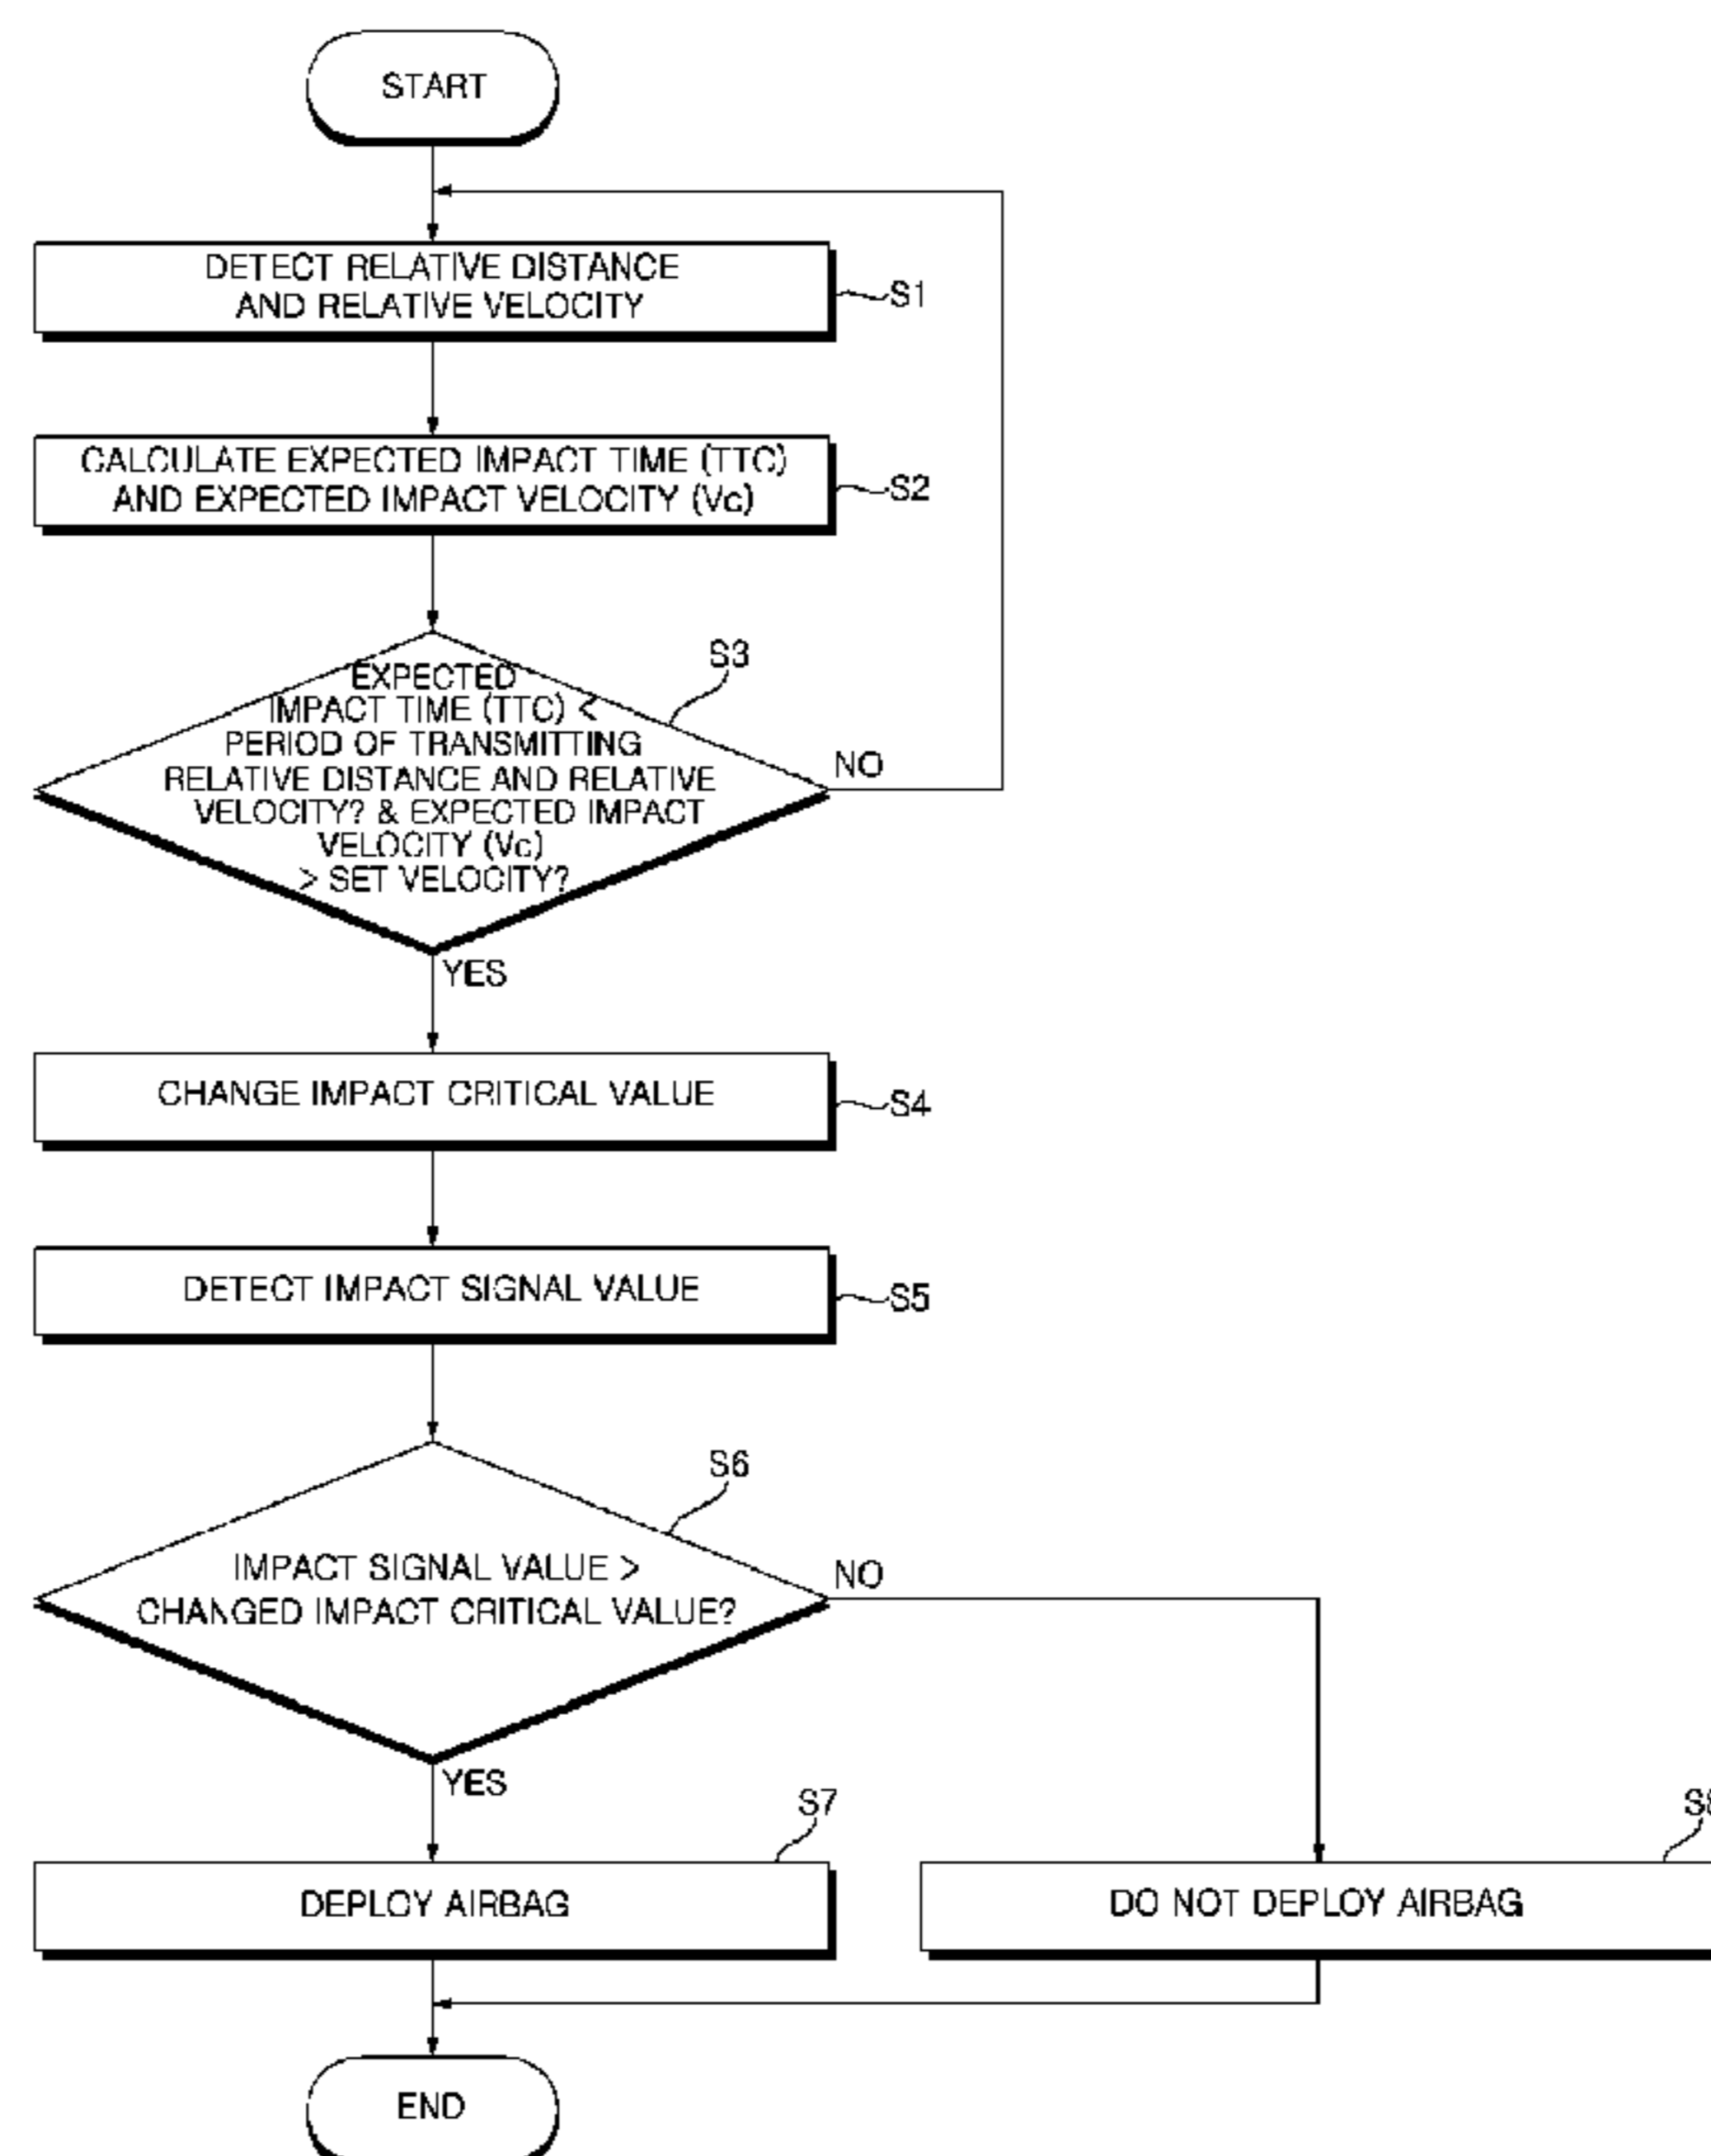 START
DETECT RELATIVE DISTANCE
AND RELATIVE VELOCITY
S1
CALCULATE EXPECTED IMPACT TIME (TTC)
AND EXPECTED IMPACT VELOCITY (Vc)
S2
S3
EXPECTED
IMPACT TIME (TTC) <
PERIOD OF TRANSMITTING
RELATIVE DISTANCE AND RELATIVE
VELOCITY? & EXPECTED IMPACT
VELOCITY (Vc)
> SET VELOCITY?
NO
YES
CHANGE IMPACT CRITICAL VALUE
S4
DETECT IMPACT SIGNAL VALUE
S5
S6
IMPACT SIGNAL VALUE >
CHANGED IMPACT CRITICAL VALUE?
NO
YES
S7
DEPLOY AIRBAG
S8
DO NOT DEPLOY AIRBAG
END